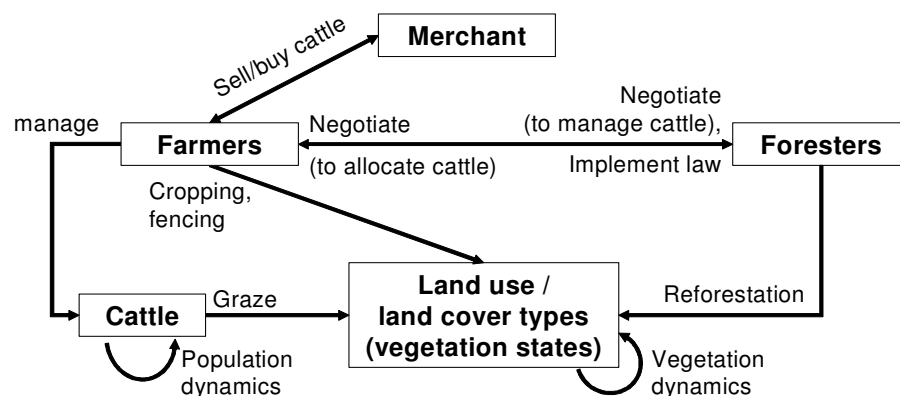 Merchant
Sell/buy cattle
manage
Farmers
Negotiate
(to allocate cattle)
Negotiate
(to manage cattle),
Implement law
Foresters
Cropping,
fencing
Land use /
land cover types
(vegetation states)
Cattle
Graze
Reforestation
Population
dynamics
Vegetation
dynamics